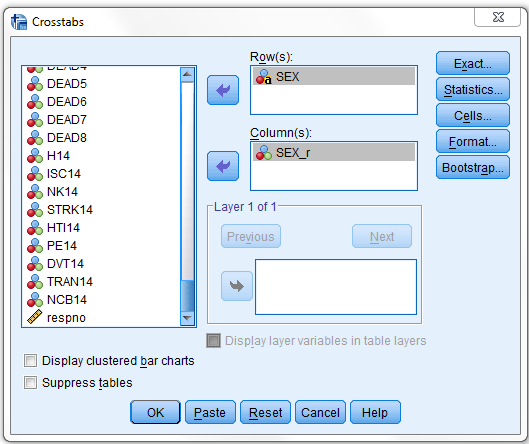 Crosstabs
DEAD4
DEAD5
DEAD6
DEAD7
DEAD8
H14
ISC14
NK14
STRK14
HTI14
PE14
DVT14
TRAN14
NCB14
respno
Row(s):
a SEX
Column(s):
SEX_r
Layer 1 of 1
Previous
Next
Display layer variables in table layers
Exact...
Statistics...
Cells...
Format...
Bootstrap...
Display clustered bar charts
Suppress tables
OK
Paste
Reset
Cancel
Help